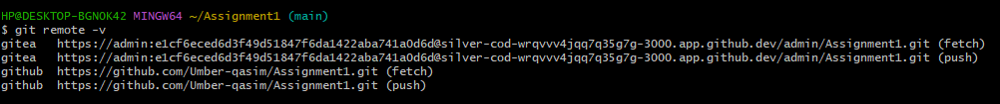 HP@DESKTOP-BGNOK42 MINGW64 ~/Assignment1 (main)
$ git remote -v
gitea   https://admin:e1cf6eced6d3f49d51847f6da1422aba741a0d6d@silver-cod-wrqvvv4jqq7q35g7g-3000.app.github.dev/admin/Assignment1.git (fetch)
gitea   https://admin:e1cf6eced6d3f49d51847f6da1422aba741a0d6d@silver-cod-wrqvvv4jqq7q35g7g-3000.app.github.dev/admin/Assignment1.git (push)
github  https://github.com/Umber-qasim/Assignment1.git (fetch)
github  https://github.com/Umber-qasim/Assignment1.git (push)